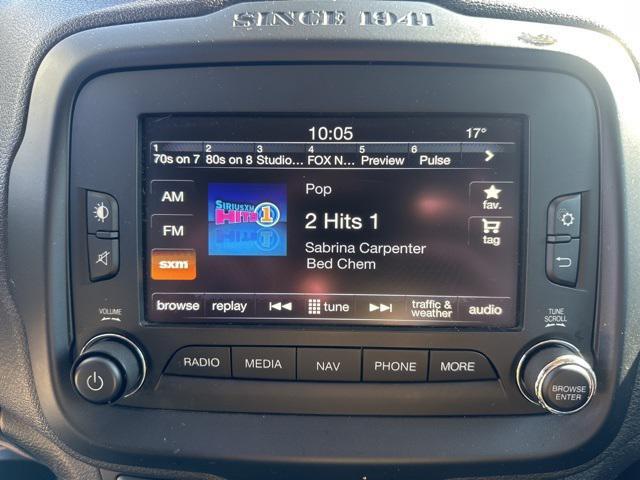 SINCE 1941
10:05 17°
1 2 3 4 5 6
70s on 7 80s on 8 Studio... FOX N... Preview Pulse >
AM
FM
sxm
SIRIUSXM
HITS 1
Pop
2 Hits 1
Sabrina Carpenter
Bed Chem
fav.
tag
browse replay tune traffic & weather audio
VOLUME
TUNE
SCROLL
RADIO MEDIA NAV PHONE MORE
BROWSE
ENTER